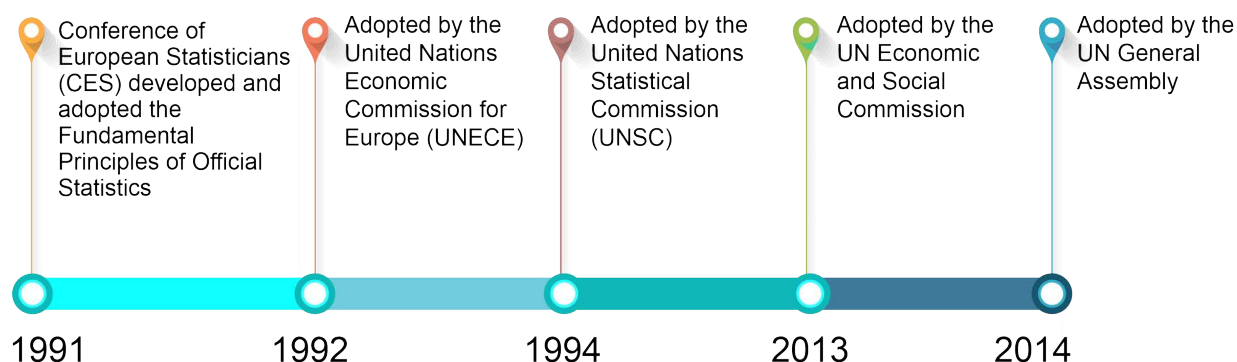 Conference of
European Statisticians
(CES) developed and
adopted the
Fundamental
Principles of Official
Statistics
Adopted by the
United Nations
Economic
Commission for
Europe (UNECE)
Adopted by the
United Nations
Statistical
Commission
(UNSC)
Adopted by the
UN Economic
and Social
Commission
Adopted by the
UN General
Assembly
1991
1992
1994
2013
2014